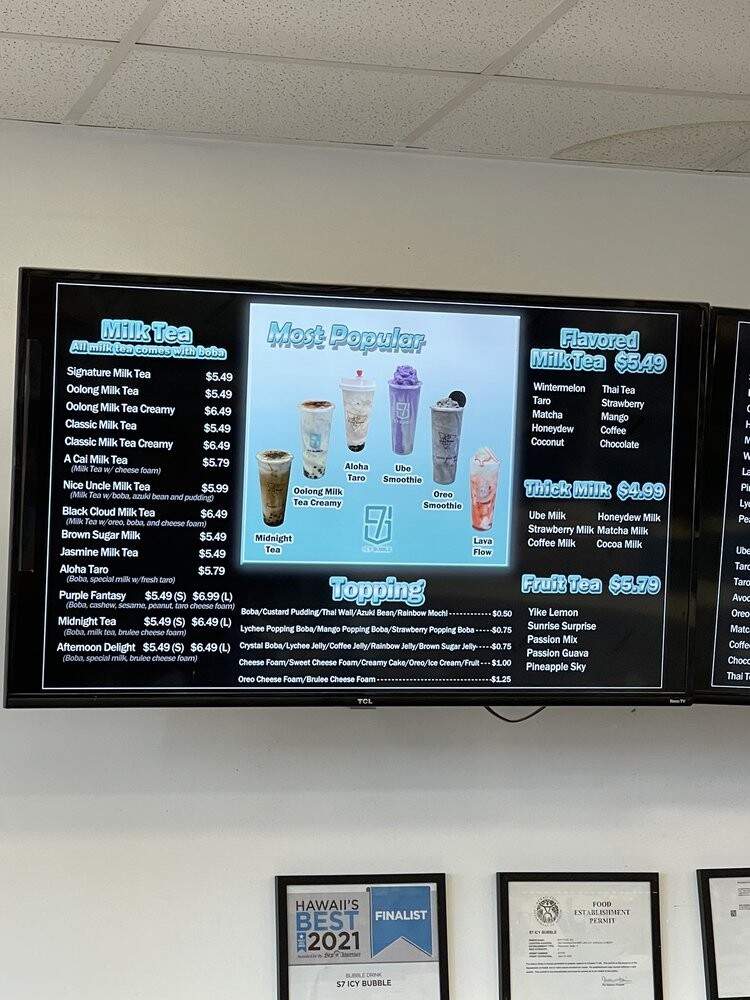 Milk Tea
All milk tea comes with boba
Signature Milk Tea $5.49
Oolong Milk Tea $5.49
Oolong Milk Tea Creamy $6.49
Classic Milk Tea $5.49
Classic Milk Tea Creamy $6.49
A Cai Milk Tea $5.79
(Milk Tea w/ cheese foam)
Nice Uncle Milk Tea $5.99
(Milk Tea w/boba, azuki bean and pudding)
Black Cloud Milk Tea $6.49
(Milk Tea w/oreo, boba, and cheese foam)
Brown Sugar Milk $5.49
Jasmine Milk Tea $5.49
Aloha Taro $5.79
(Boba, special milk w/fresh taro)
Purple Fantasy $5.49 (S) $6.99 (L)
(Boba, cashew, sesame, peanut, taro cheese foam)
Midnight Tea $5.49 (S) $6.49 (L)
(Boba, milk tea, brulee cheese foam)
Afternoon Delight $5.49 (S) $6.49 (L)
(Boba, special milk, brulee cheese foam)
Most Popular
Midnight
Tea
Oolong Milk
Tea Creamy
Aloha
Taro
Ube
Smoothie
Oreo
Smoothie
Lava
Flow
ICY BUBBLE
Topping
Boba/Custard Pudding/Thai Wall/Azuki Bean/Rainbow Mochi ------------ $0.50
Lychee Popping Boba/Mango Popping Boba/Strawberry Popping Boba -----$0.75
Crystal Boba/Lychee Jelly/Coffee Jelly/Rainbow Jelly/Brown Sugar Jelly-----$0.75
Cheese Foam/Sweet Cheese Foam/Creamy Cake/Oreo/Ice Cream/Fruit --- $1.00
Oreo Cheese Foam/Brulee Cheese Foam ------------------------------$1.25
Flavored
Milk Tea $5.49
Wintermelon Thai Tea
Taro Strawberry
Matcha Mango
Honeydew Coffee
Coconut Chocolate
Thick Milk $4.99
Ube Milk Honeydew Milk
Strawberry Milk Matcha Milk
Coffee Milk Cocoa Milk
Fruit Tea $5.79
Yike Lemon
Sunrise Surprise
Passion Mix
Passion Guava
Pineapple Sky
TCL
Roku TV
Ube
Taro
Taro
Avoc
Oreo
Matc
Coffe
Choco
Thai T
HAWAII'S
BEST
2021
FINALIST
BUBBLE DRINK
S7 ICY BUBBLE
FOOD
ESTABLISHMENT
PERMIT
S7 ICY BUBBLE